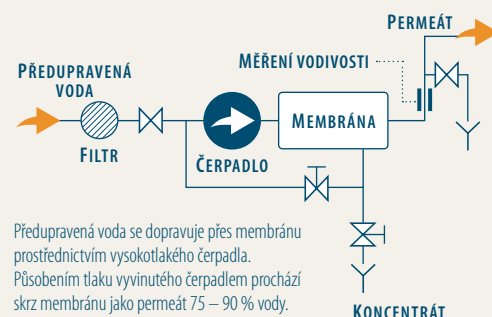 PERMEÁT
MĚŘENÍ VODIVOSTI
PŘEDUPRAVENÁ
VODA
MEMBRÁNA
FILTR
ČERPADLO
Předupravená voda se dopravuje přes membránu
prostřednictvím vysokotlakého čerpadla.
Působením tlaku vyvinutého čerpadlem prochází
skrz membránu jako permeát 75 – 90 % vody.
KONCENTRÁT